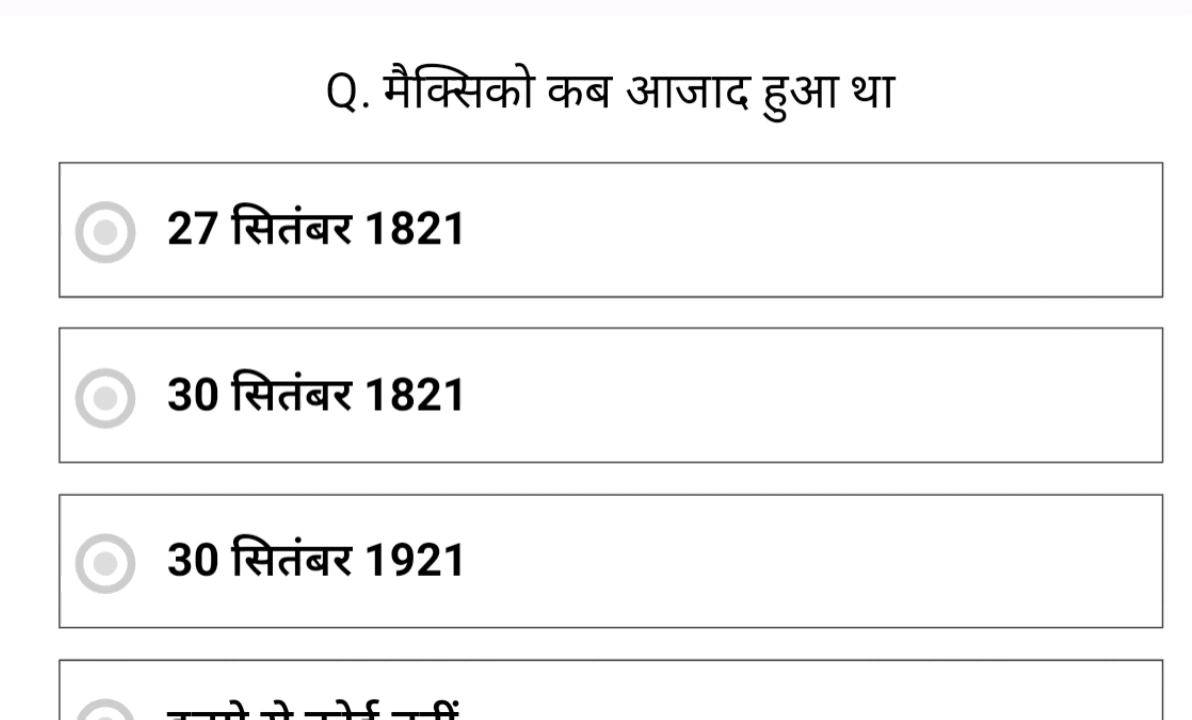 Q. मैक्सिको कब आजाद हुआ था
27 सितंबर 1821
30 सितंबर 1821
30 सितंबर 1921